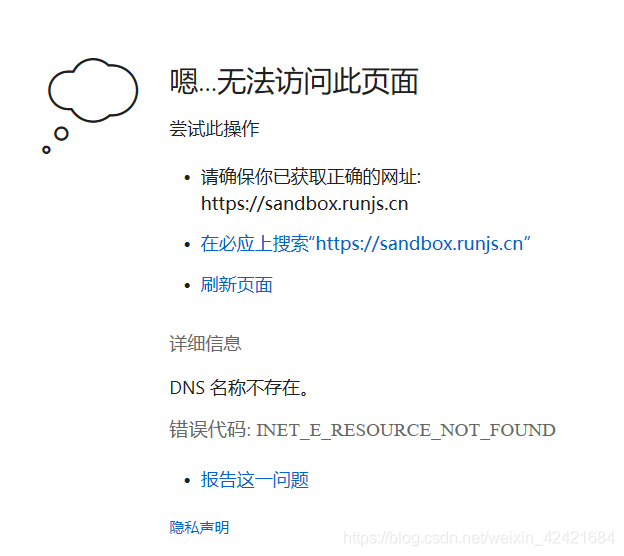 嗯...无法访问此页面
尝试此操作
• 请确保你已获取正确的网址:
https://sandbox.runjs.cn
• 在必应上搜索“https://sandbox.runjs.cn”
• 刷新页面
详细信息
DNS 名称不存在。
错误代码: INET_E_RESOURCE_NOT_FOUND
• 报告这一问题
隐私声明
https://blog.csdn.net/weixin_42421684